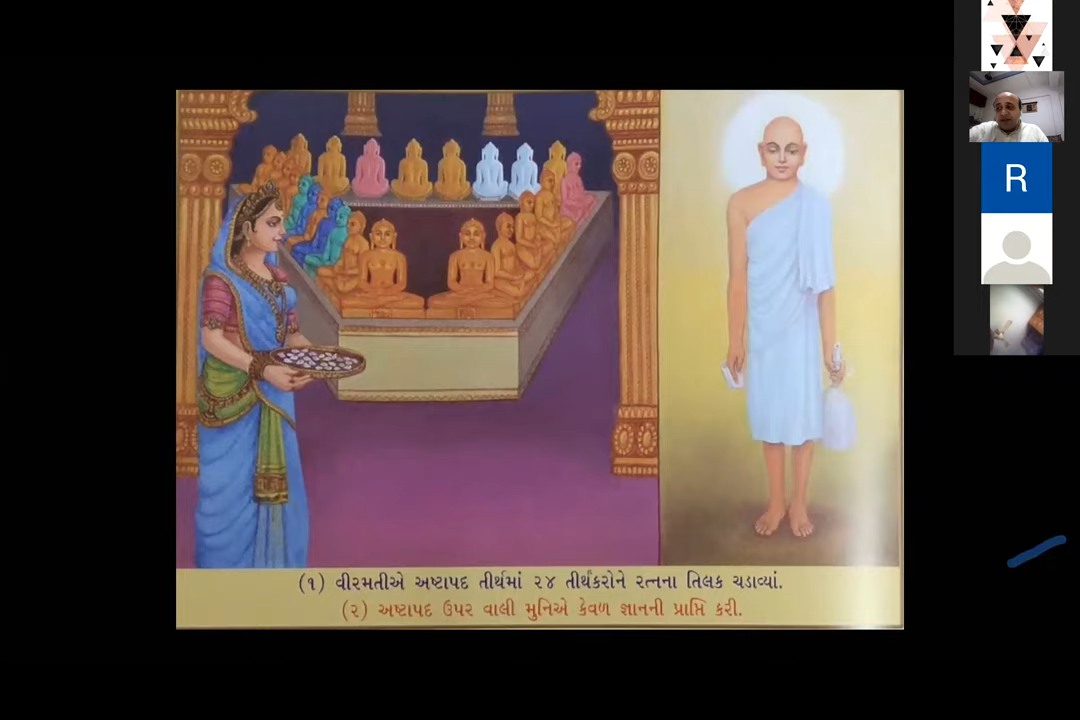 R
(૧) વીરમતીએ અષ્ટાપદ તીર્થમાં ૨૪ તીર્થંકરોને રત્નના તિલક ચડાવ્યાં.
(૨) અષ્ટાપદ ઉપર વાલી મુનિએ કેવળ જ્ઞાનની પ્રાપ્તિ કરી.